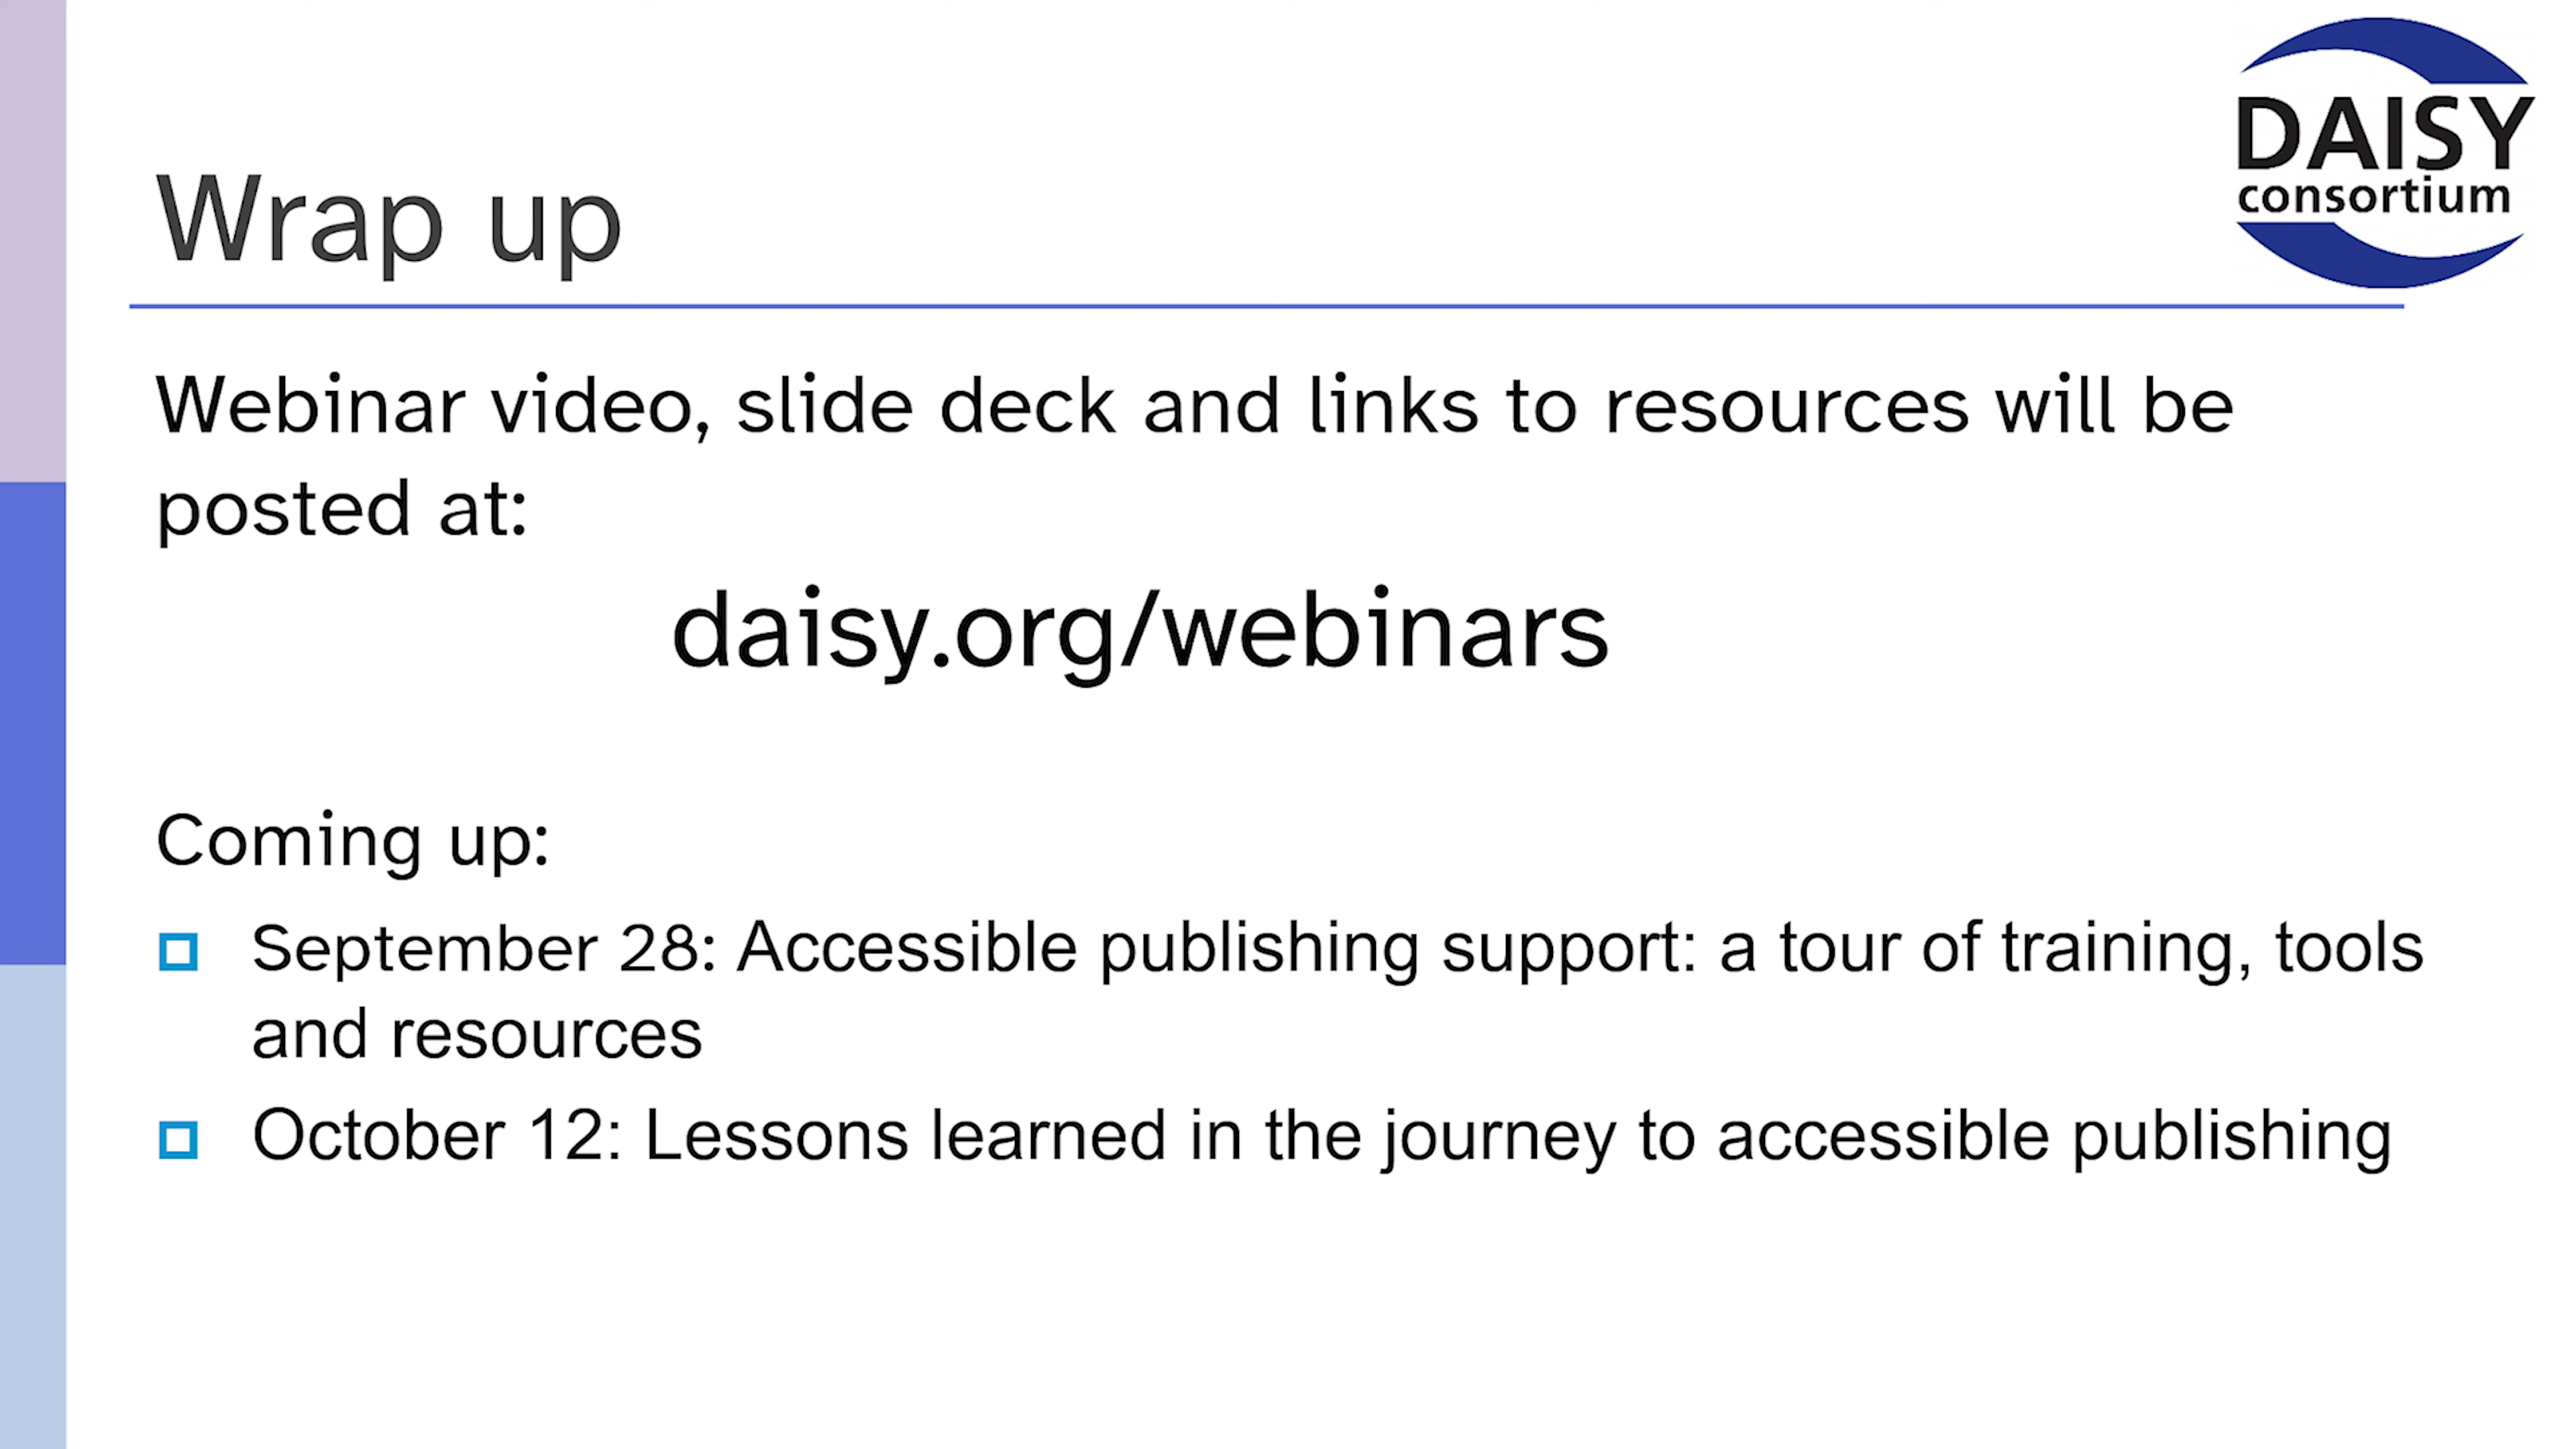 DAISY
consortium
Wrap up
Webinar video, slide deck and links to resources will be
posted at:
daisy.org/webinars
Coming up:
September 28: Accessible publishing support: a tour of training, tools
and resources
October 12: Lessons learned in the journey to accessible publishing